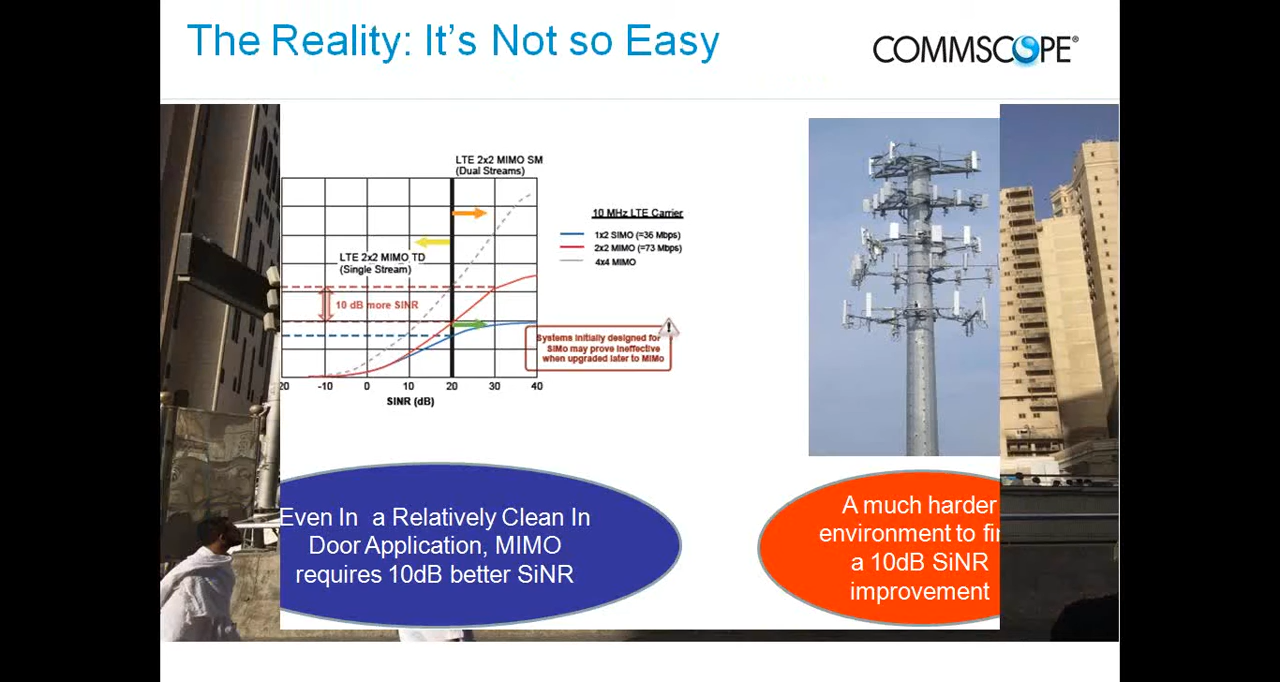 The Reality: It's Not so Easy
COMMSCOPE®
LTE 2x2 MIMO SM
(Dual Streams)
10 MHz LTE Carrier
1x2 SIMO (≈36 Mbps)
2x2 MIMO (≈73 Mbps)
4x4 MIMO
LTE 2x2 MIMO TD
(Single Stream)
10 dB more SINR
Systems initially designed for
SIMo may prove ineffective
when upgraded later to MIMo
20 -10 0 10 20 30 40
SINR (dB)
Even In a Relatively Clean In
Door Application, MIMO
requires 10dB better SiNR
A much harder
environment to
a 10dB SiNR
improvement